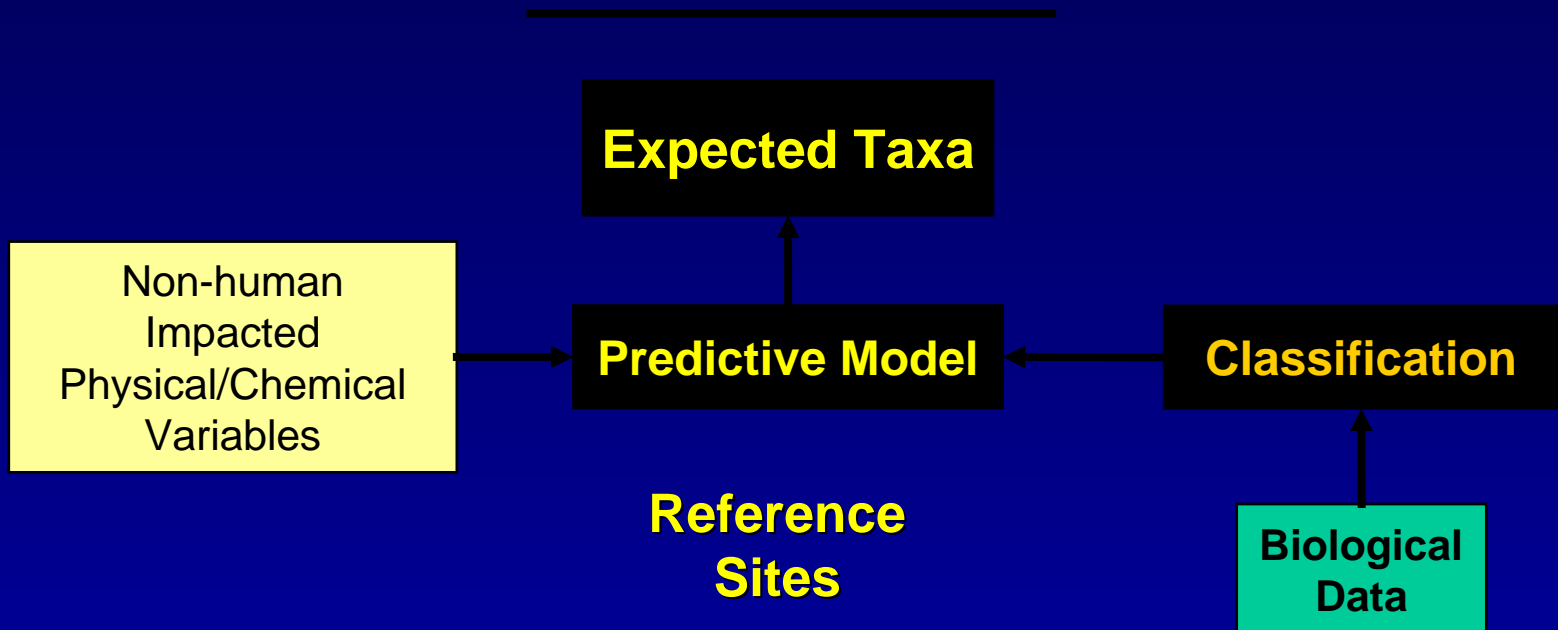 Expected Taxa
Non-human
Impacted
Physical/Chemical
Variables
Predictive Model
Classification
Reference
Sites
Biological
Data